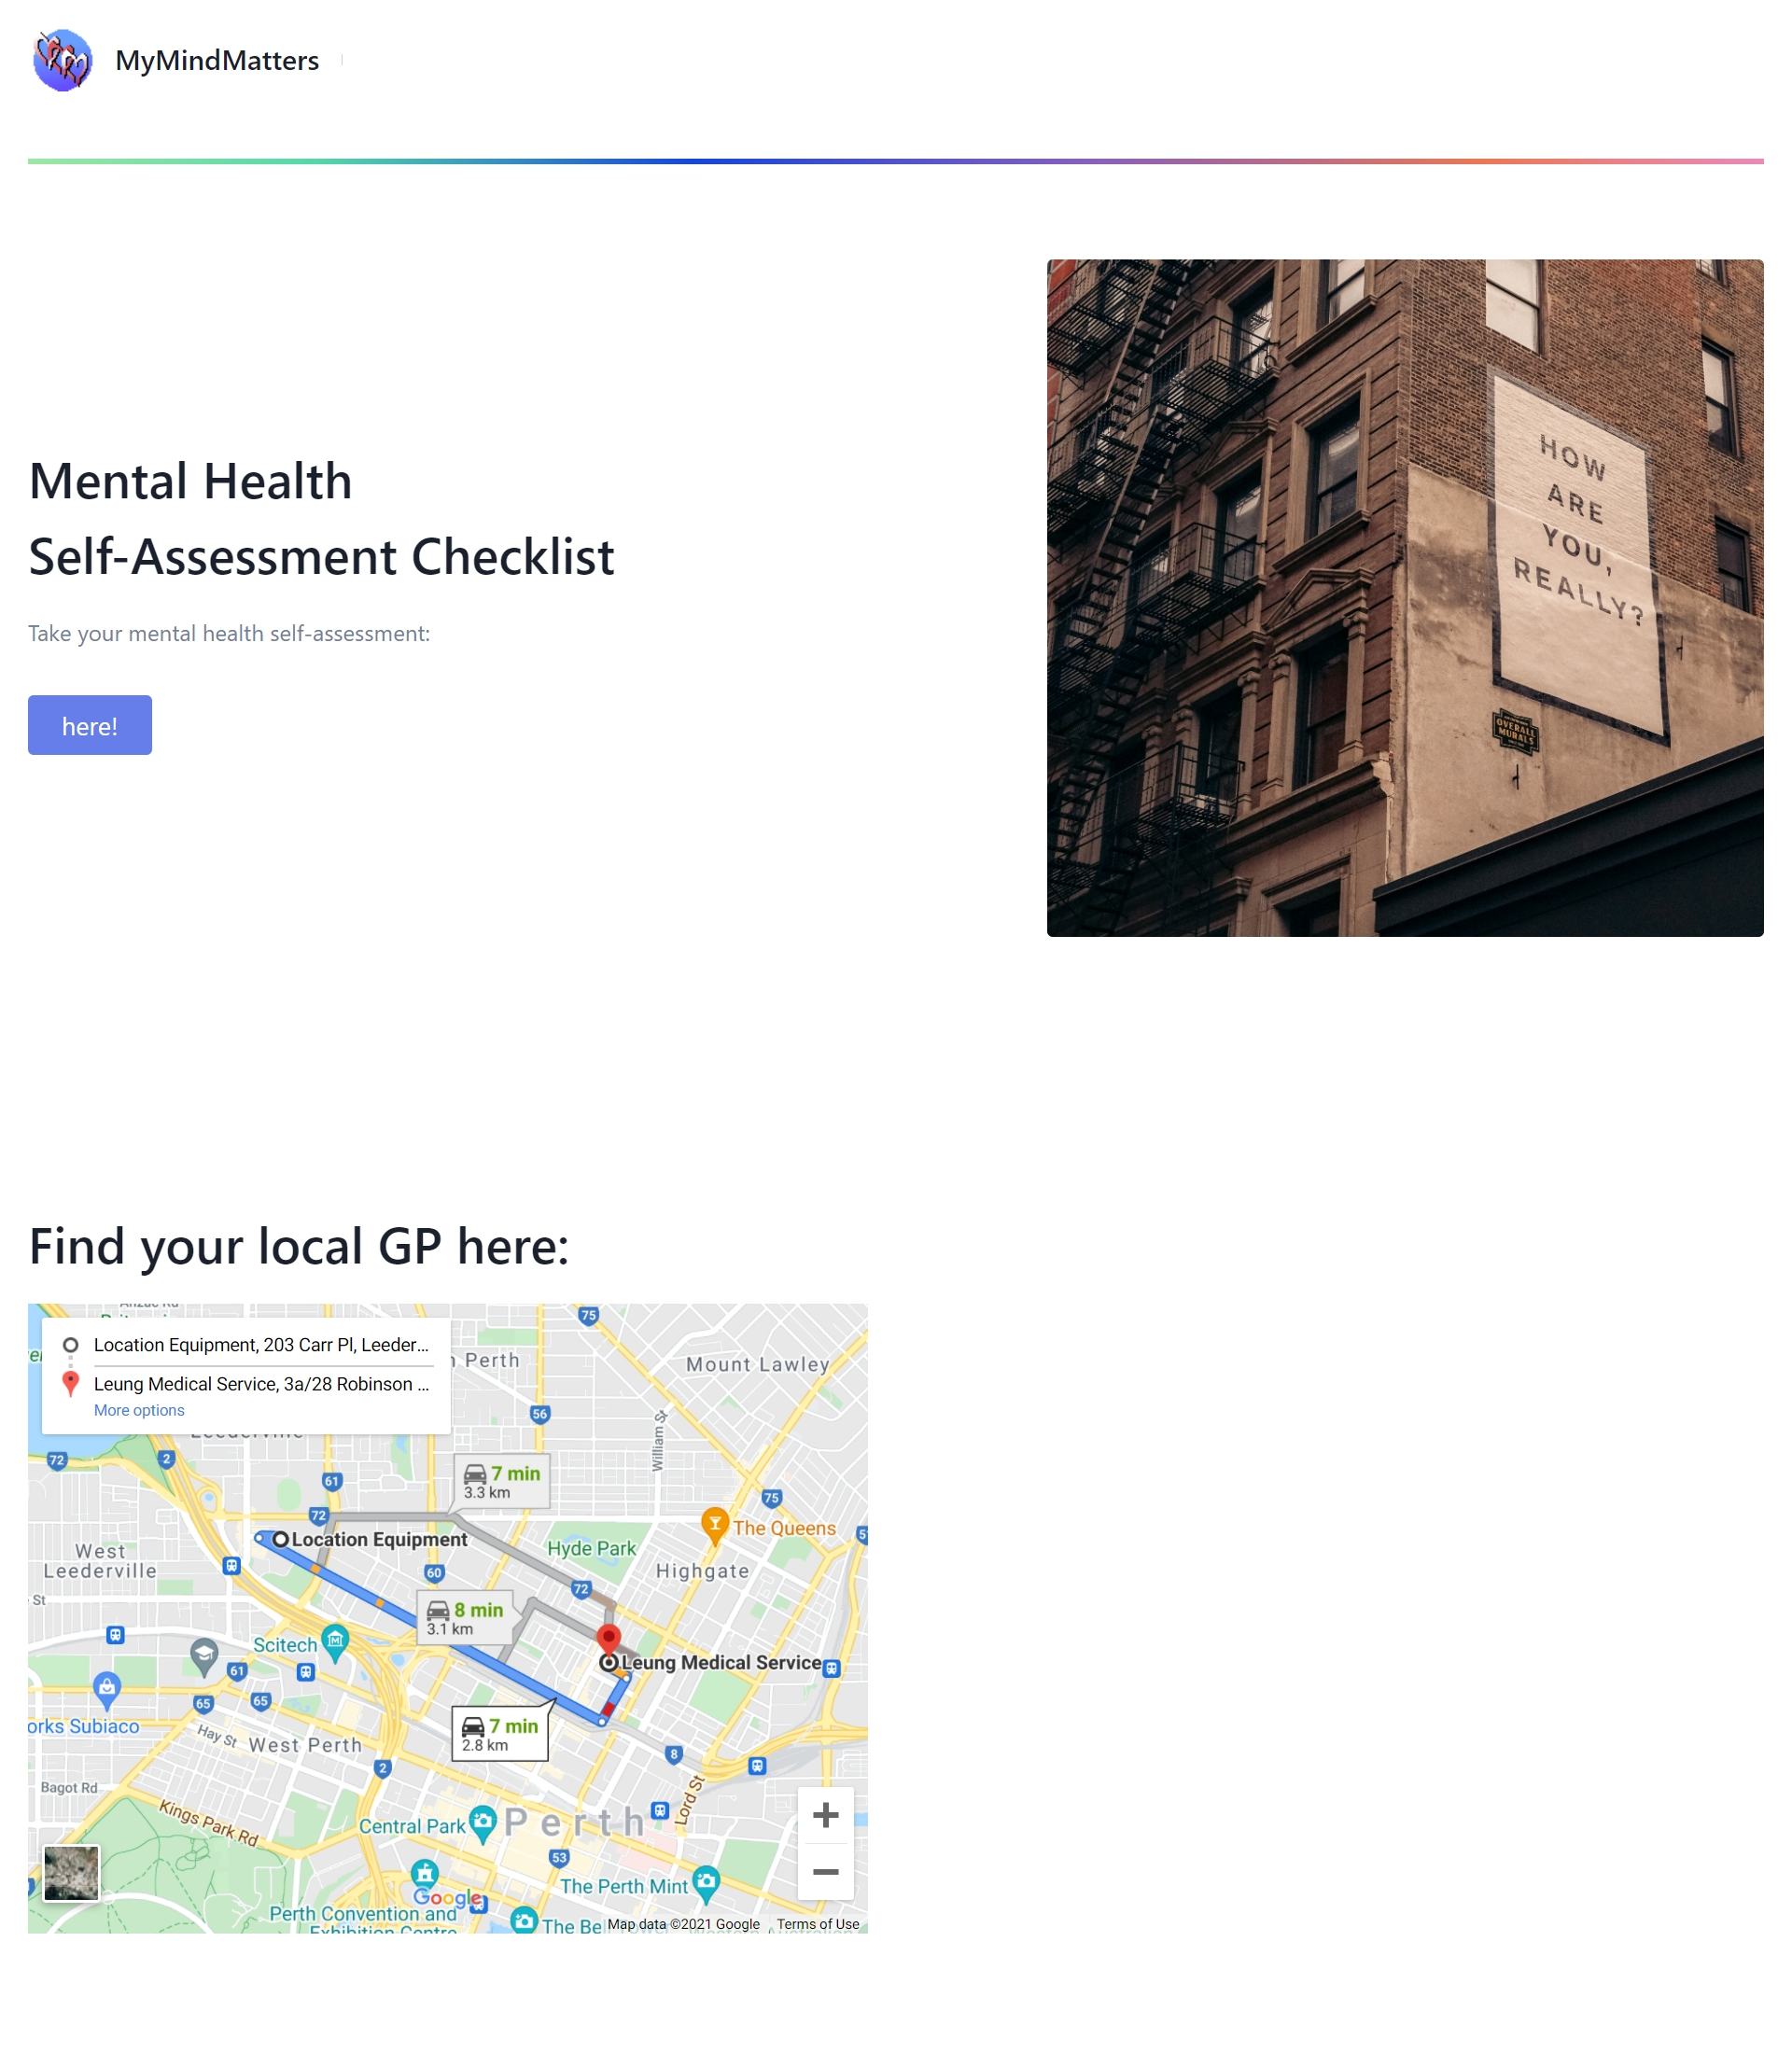 MyMindMatters
Mental Health
Self-Assessment Checklist
Take your mental health self-assessment:
here!
HOW
ARE
YOU,
REALLY?
OVERALL
MURALS
Find your local GP here:
Location Equipment, 203 Carr Pl, Leeder...
Leung Medical Service, 3a/28 Robinson ...
More options
Perth
Mount Lawley
75
56
William St
72
2
61
7 min
3.3 km
72
75
The Queens
Location Equipment
Hyde Park
West
Leederville
60
Highgate
72
St
8 min
3.1 km
Scitech
Leung Medical Service
61
65
65
orks Subiaco
Hay St
West Perth
7 min
2.8 km
8
2
Bagot Rd
Kings Park Rd
Lord St
Central Park
Perth
53
The Perth Mint
Google
Perth Convention and
Exhibition Centre
The Bell Tower
Map data ©2021 Google
Terms of Use